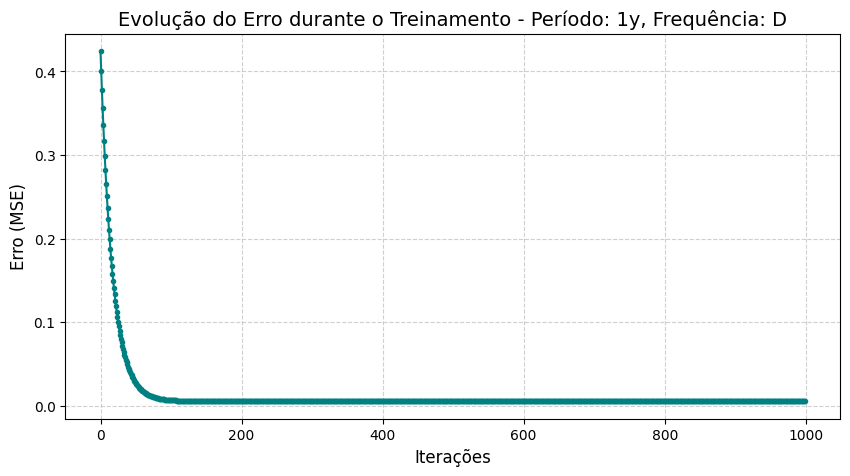 Evolução do Erro durante o Treinamento - Período: 1y, Frequência: D
Erro (MSE)
0.4
0.3
0.2
0.1
0.0
0 200 400 600 800 1000
Iterações